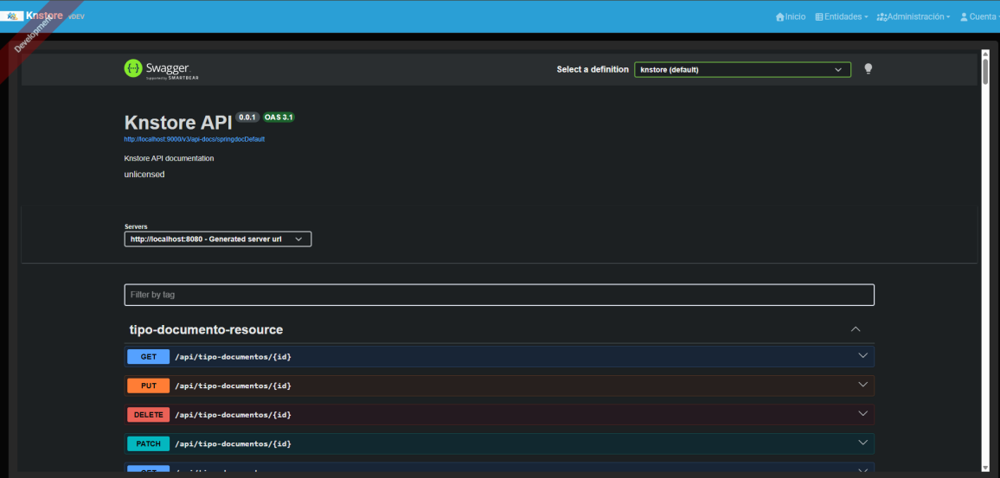 Knstore vDEV
Inicio Entidades Administración Cuenta
Development
Swagger
Supported by SMARTBEAR
Select a definition knstore (default)
Knstore API 0.0.1 OAS 3.1
http://localhost:9000/v3/api-docs/springdocDefault
Knstore API documentation
unlicensed
Servers
http://localhost:8080 - Generated server url
Filter by tag
tipo-documento-resource
GET /api/tipo-documentos/{id}
PUT /api/tipo-documentos/{id}
DELETE /api/tipo-documentos/{id}
PATCH /api/tipo-documentos/{id}
GET